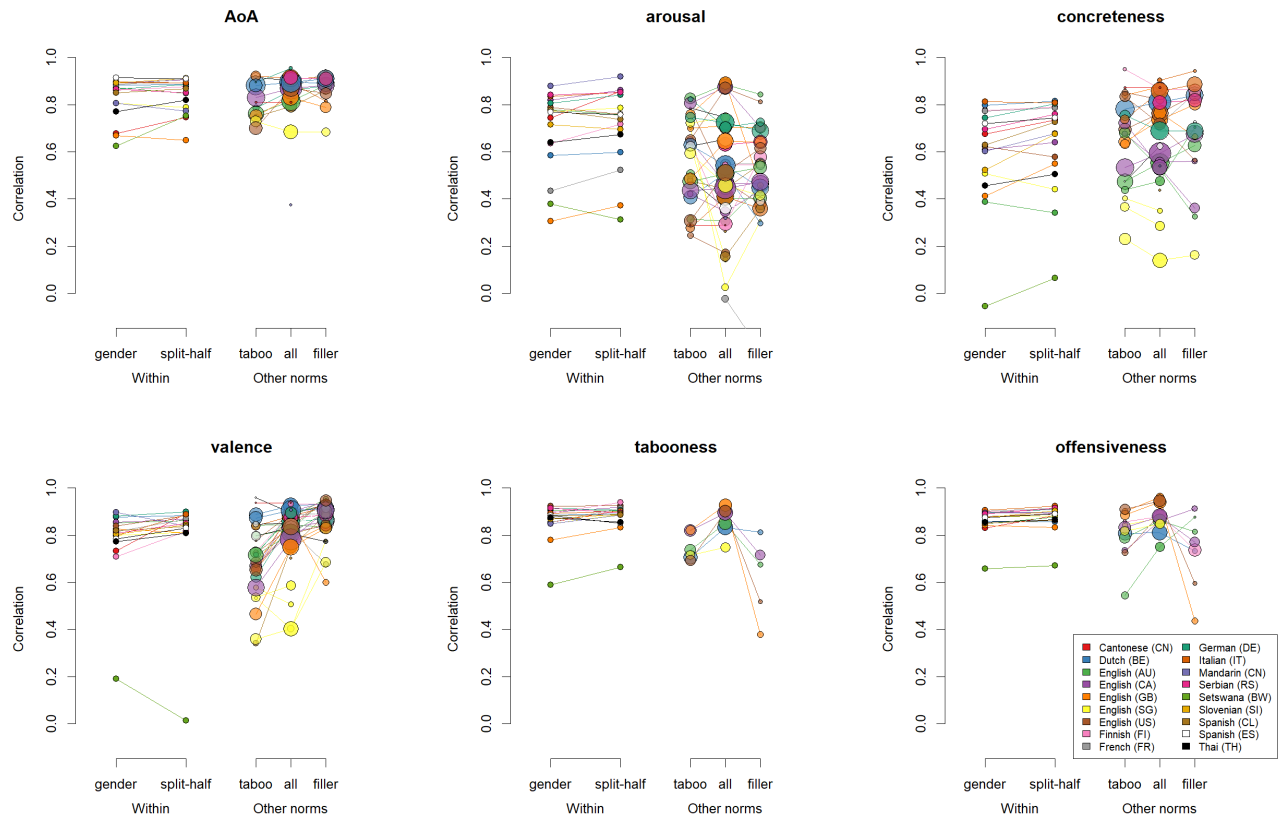 AoA
Correlation
1.0
0.8
0.6
0.4
0.2
0.0
gender split-half taboo all filler
Within Other norms
arousal
Correlation
1.0
0.8
0.6
0.4
0.2
0.0
gender split-half taboo all filler
Within Other norms
concreteness
Correlation
1.0
0.8
0.6
0.4
0.2
0.0
gender split-half taboo all filler
Within Other norms
valence
Correlation
1.0
0.8
0.6
0.4
0.2
0.0
gender split-half taboo all filler
Within Other norms
tabooness
Correlation
1.0
0.8
0.6
0.4
0.2
0.0
gender split-half taboo all filler
Within Other norms
offensiveness
Correlation
1.0
0.8
0.6
0.4
0.2
0.0
gender split-half taboo all filler
Within Other norms
Cantonese (CN)
Dutch (BE)
English (AU)
English (CA)
English (GB)
English (SG)
English (US)
Finnish (FI)
French (FR)
German (DE)
Italian (IT)
Mandarin (CN)
Serbian (RS)
Setswana (BW)
Slovenian (SI)
Spanish (CL)
Spanish (ES)
Thai (TH)